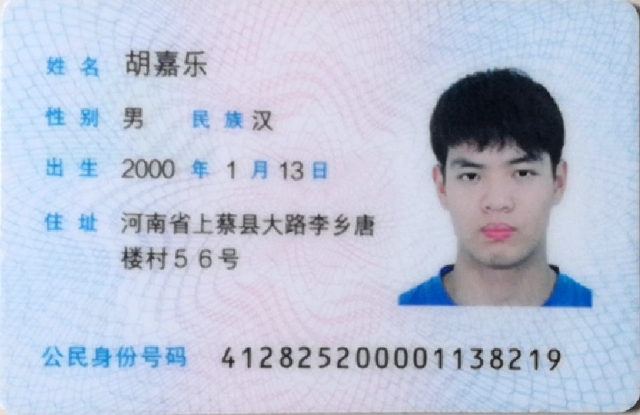 姓名 胡嘉乐
性别 男 民族 汉
出生 2000 年 1 月 13 日
住址 河南省上蔡县大路李乡唐
楼村５６号
公民身份号码 412825200001138219